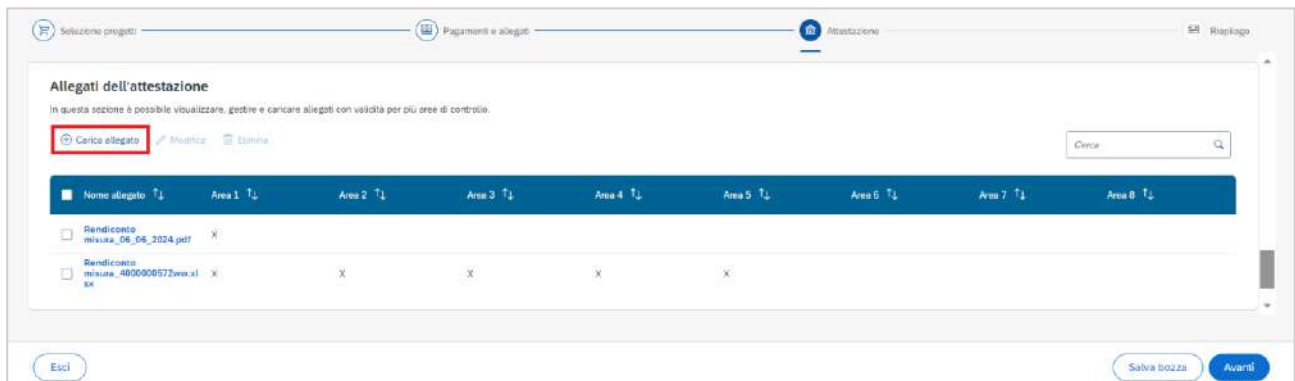 Selezione progetti Pagamenti e allegati Attestazione Riepilogo
Allegati dell'attestazione
In questa sezione è possibile visualizzare, gestire e caricare allegati con validità per più aree di controllo.
Carica allegato Modifica Elimina Cerca
Nome allegato Area 1 Area 2 Area 3 Area 4 Area 5 Area 6 Area 7 Area 8
Rendiconto
misura_06_06_2024.pdf X
Rendiconto
misura_4000000572ww.xl X X X X X
sx
Esci Salva bozza Avanti